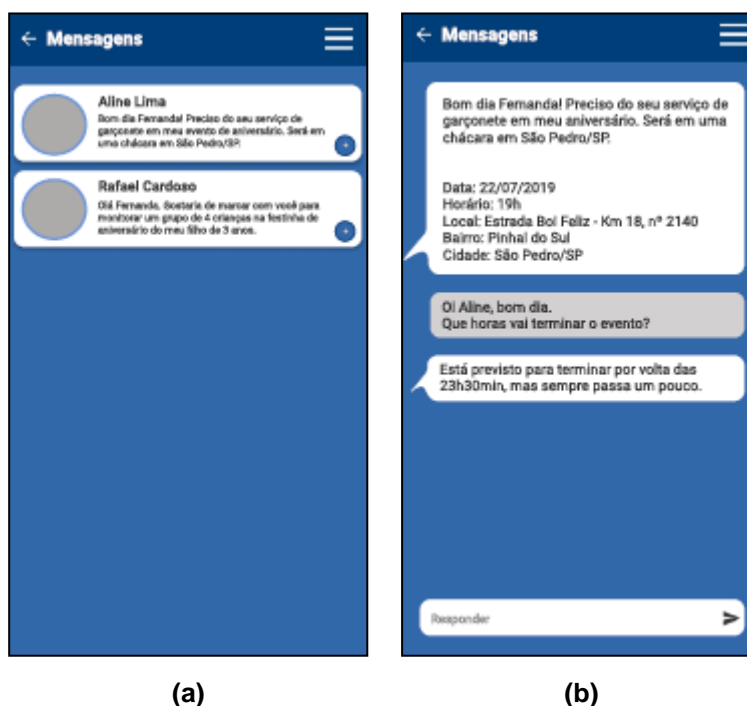 Mensagens
Aline Lima
Bom dia Fernanda! Preciso do seu serviço de
garçonete em meu evento de aniversário. Será em
uma chácara em São Pedro/SP.
Rafael Cardoso
Olá Fernanda, Gostaria de marcar com você para
monitorar um grupo de 4 crianças na festinha de
aniversário do meu filho de 3 anos.
(a)
Mensagens
Bom dia Fernanda! Preciso do seu serviço de
garçonete em meu aniversário. Será em uma
chácara em São Pedro/SP.
Data: 22/07/2019
Horário: 19h
Local: Estrada Boi Feliz - Km 18, nº 2140
Bairro: Pinhal do Sul
Cidade: São Pedro/SP
Oi Aline, bom dia.
Que horas vai terminar o evento?
Está previsto para terminar por volta das
23h30min, mas sempre passa um pouco.
Responder
(b)